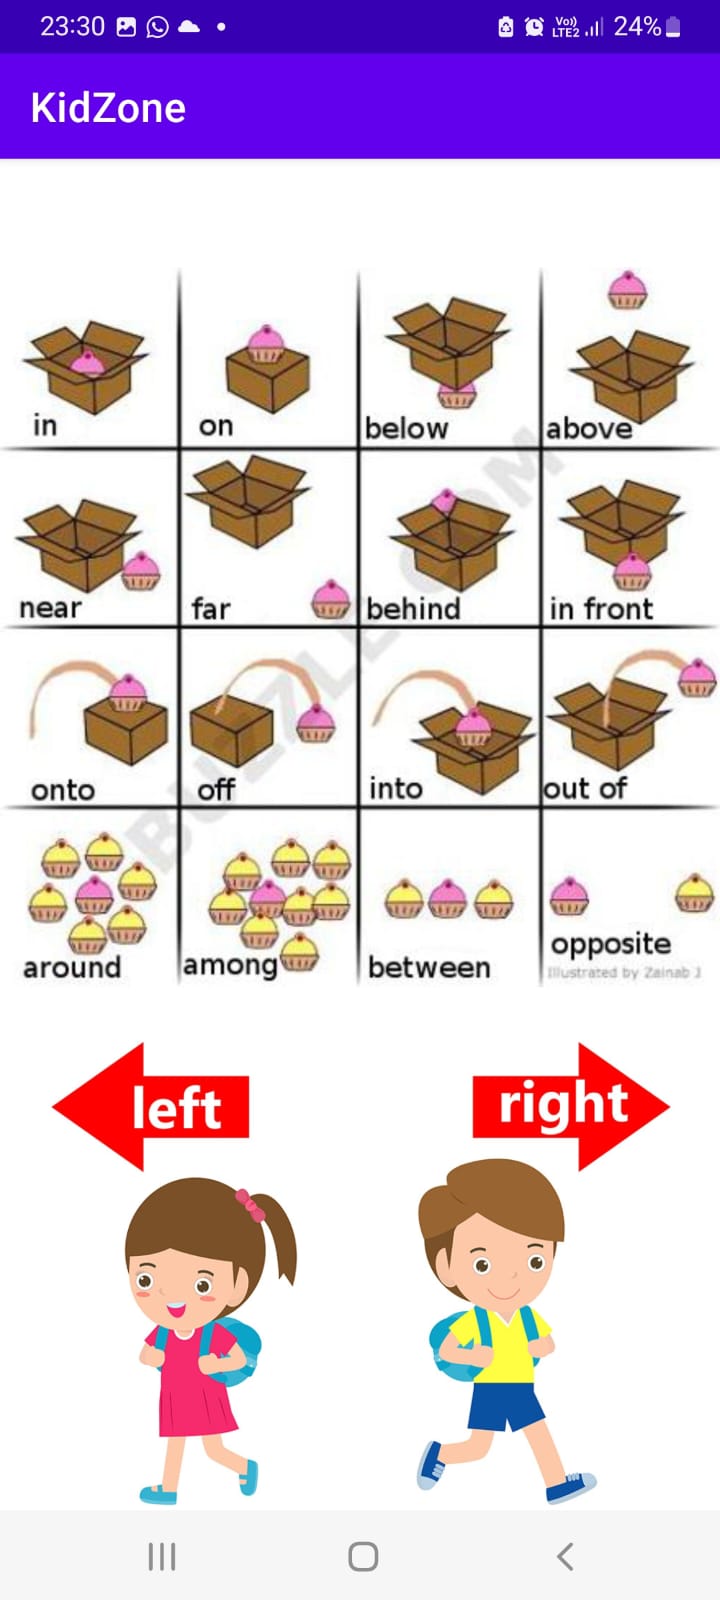 23:30 Vo)) LTE2 24%
KidZone
in on below above
near far behind in front
onto off into out of
around among between opposite
Illustrated by Zainab J
BUZZLE.COM
left right